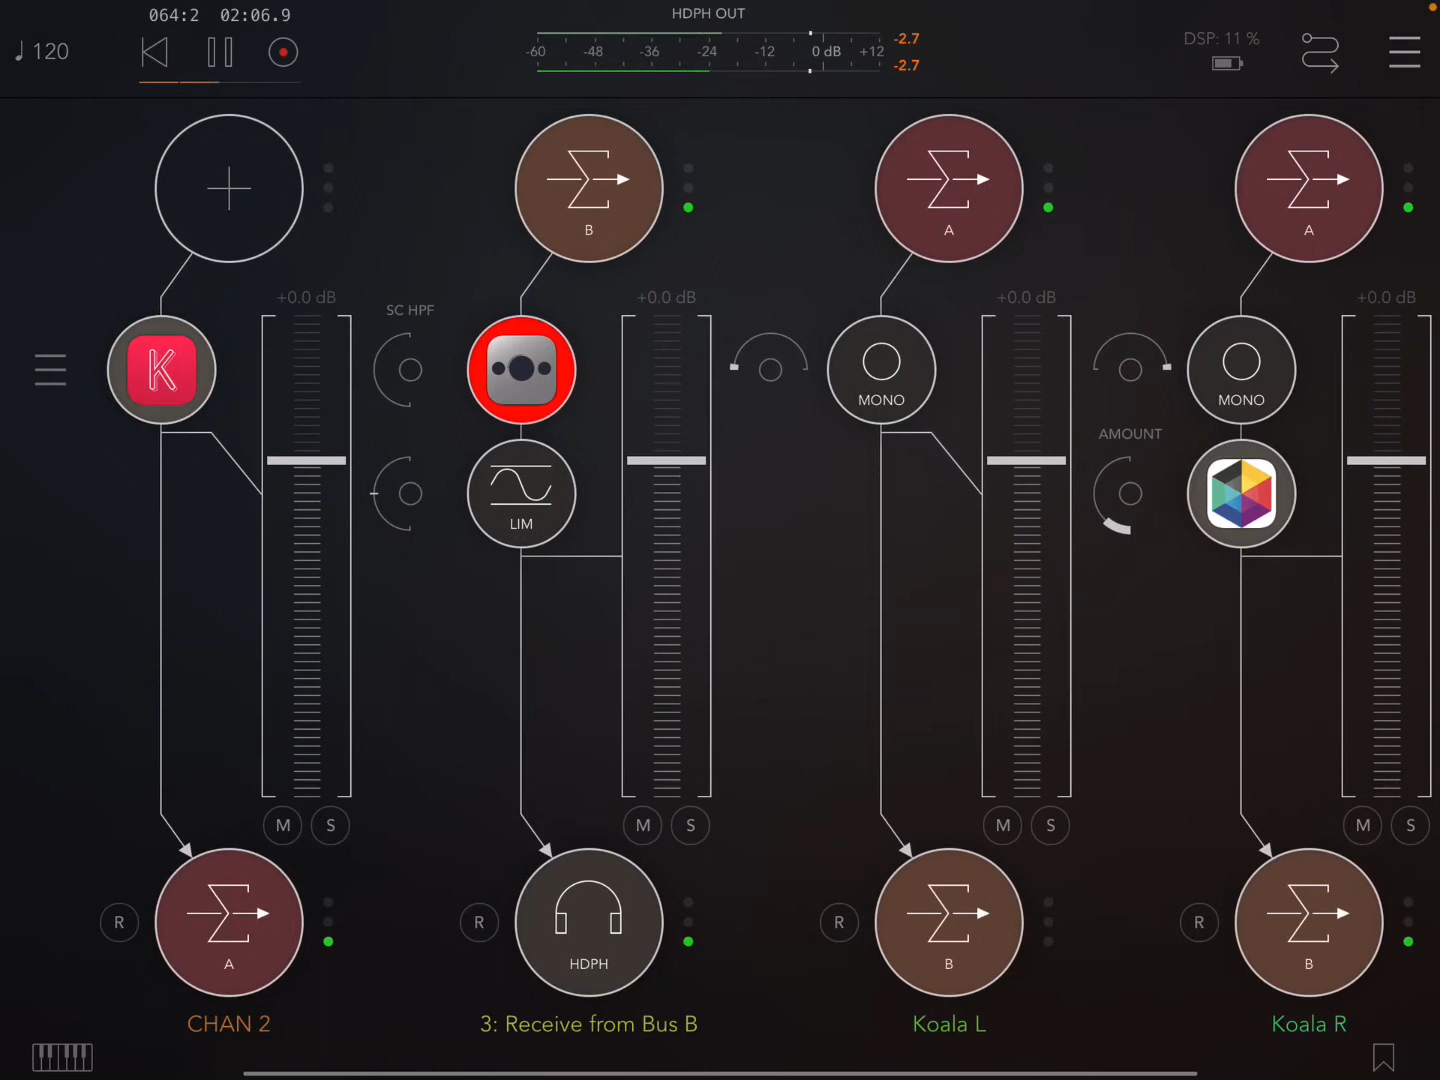 064:2 02:06.9
HDPH OUT
♩ 120
-60 -48 -36 -24 -12 0 dB +12
-2.7
-2.7
DSP: 11 %
B
A
A
+0.0 dB
SC HPF
+0.0 dB
+0.0 dB
+0.0 dB
K
MONO
MONO
AMOUNT
LIM
M S
M S
M S
M S
R
R
R
R
A
HDPH
B
B
CHAN 2
3: Receive from Bus B
Koala L
Koala R